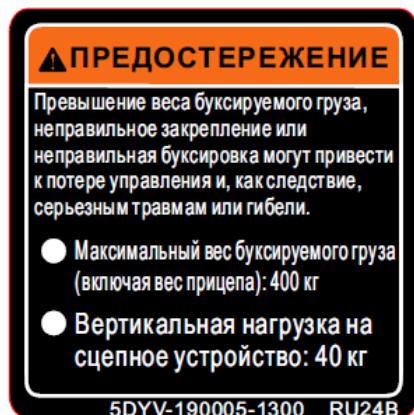 ⚠ПРЕДОСТЕРЕЖЕНИЕ
Превышение веса буксируемого груза,
неправильное закрепление или
неправильная буксировка могут привести
к потере управления и, как следствие,
серьезным травмам или гибели.
● Максимальный вес буксируемого груза
(включая вес прицепа): 400 кг
● Вертикальная нагрузка на
сцепное устройство: 40 кг
5DYV-190005-1300 RU24B